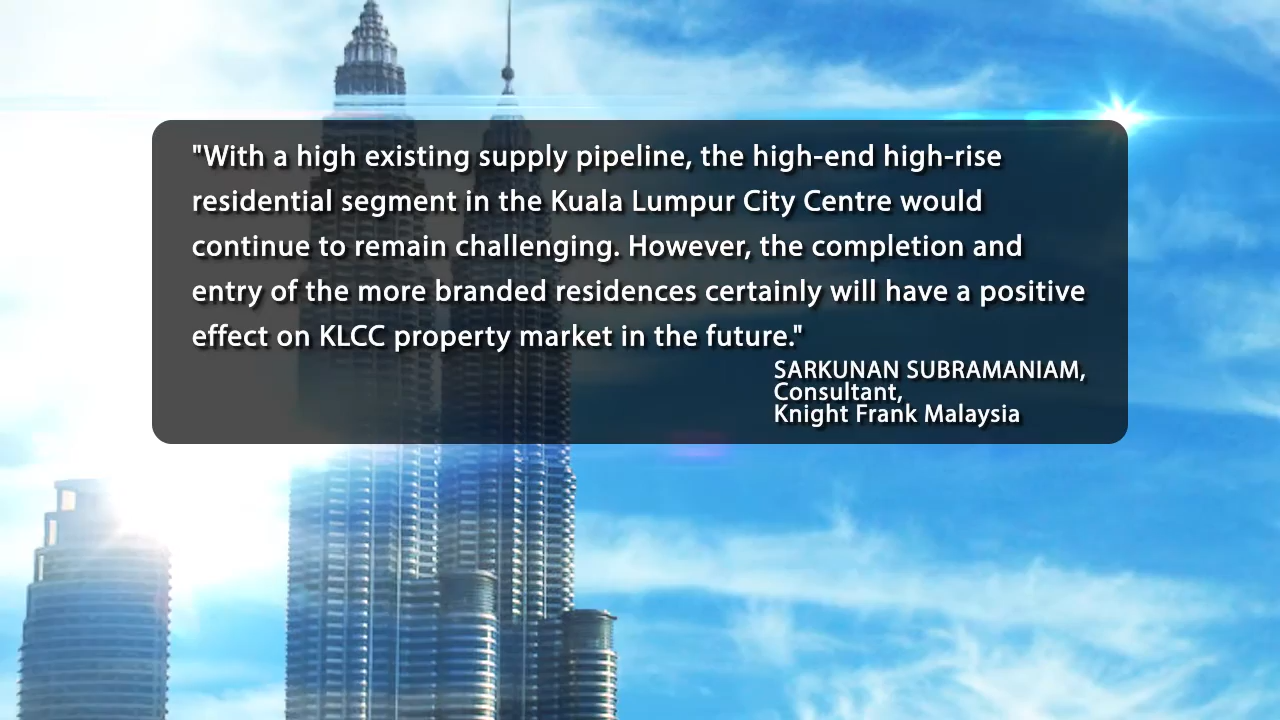 "With a high existing supply pipeline, the high-end high-rise
residential segment in the Kuala Lumpur City Centre would
continue to remain challenging. However, the completion and
entry of the more branded residences certainly will have a positive
effect on KLCC property market in the future."
SARKUNAN SUBRAMANIAM,
Consultant,
Knight Frank Malaysia